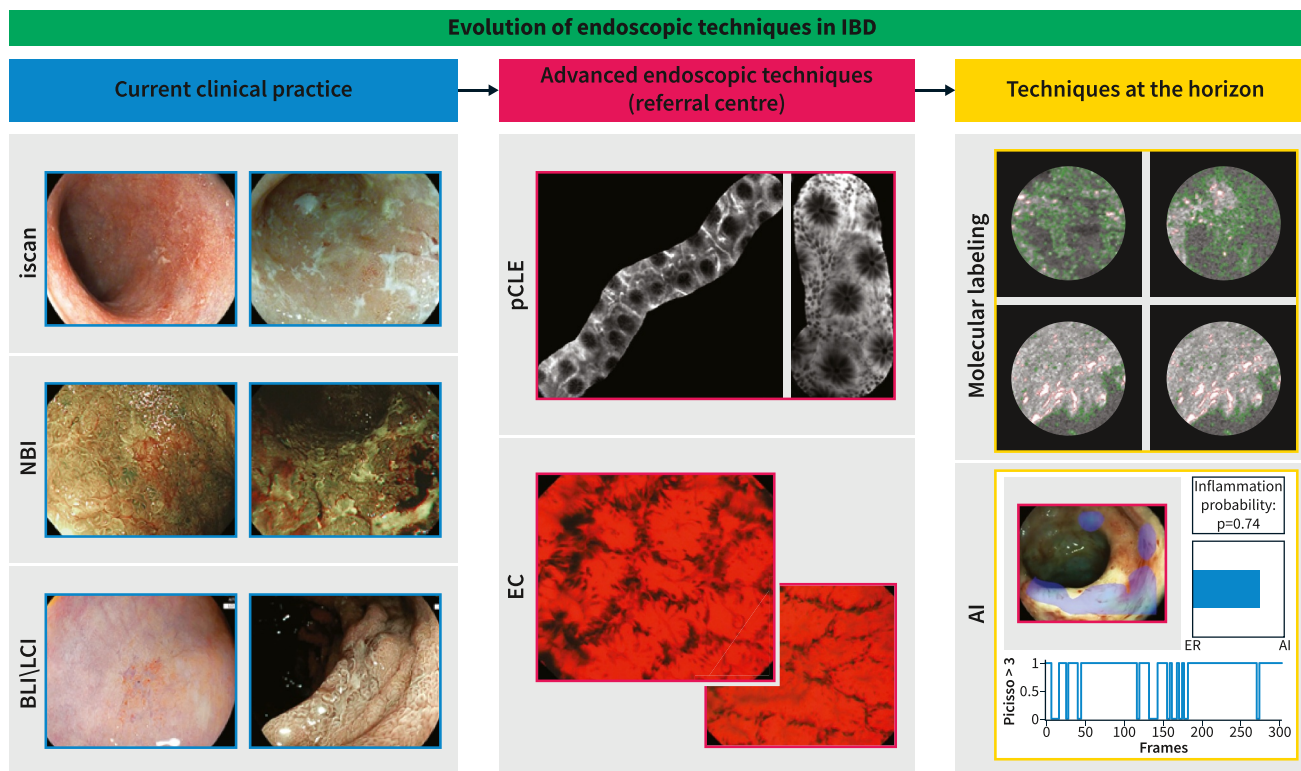 Evolution of endoscopic techniques in IBD
Current clinical practice
Advanced endoscopic techniques
(referral centre)
Techniques at the horizon
iscan
NBI
BLI\LCI
pCLE
EC
Molecular labeling
AI
Inflammation
probability:
p=0.74
ER AI
Picisso > 3
1
0.5
0
0 50 100 150 200 250 300
Frames